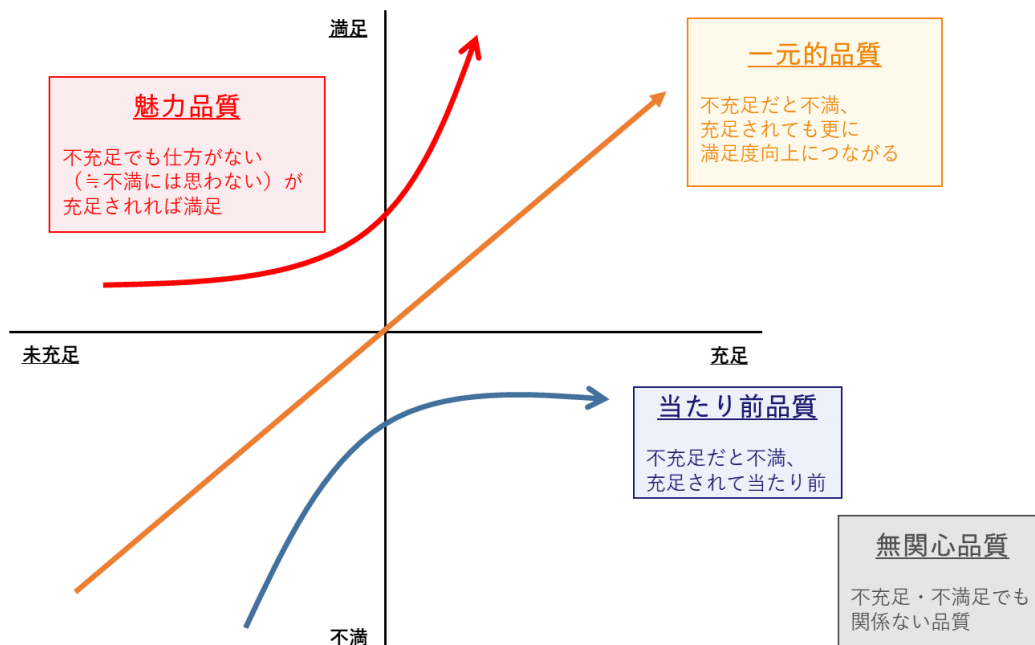 満足
魅力品質
不充足でも仕方がない
（≒不満には思わない）が
充足されれば満足
一元的品質
不充足だと不満、
充足されても更に
満足度向上につながる
未充足
充足
当たり前品質
不充足だと不満、
充足されて当たり前
無関心品質
不充足・不満足でも
関係ない品質
不満